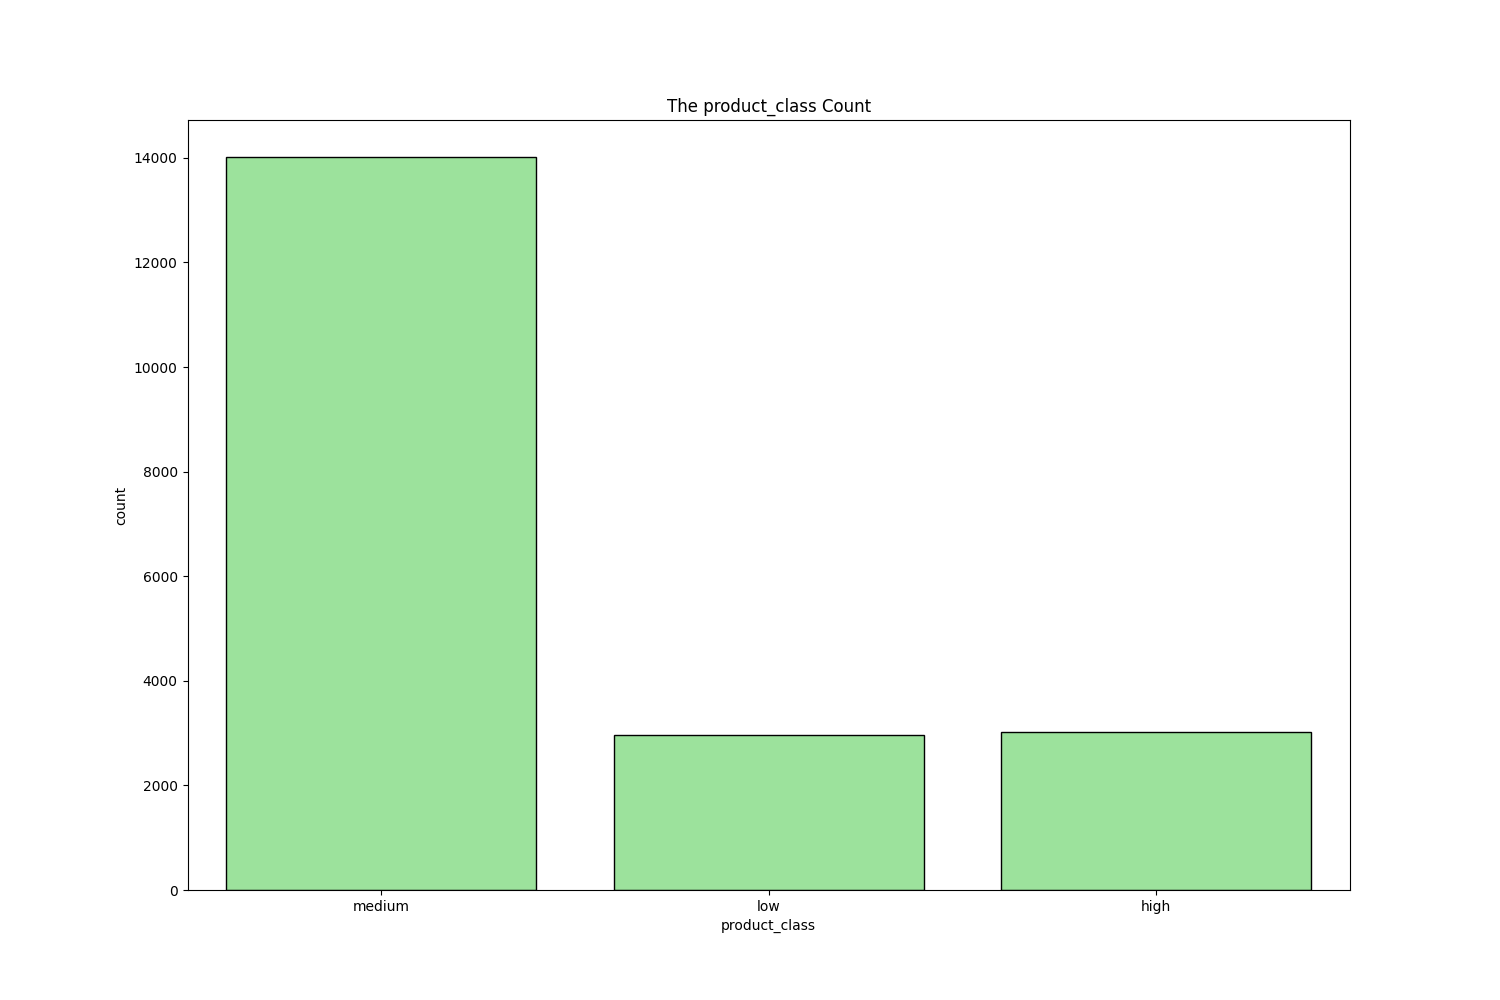 The product_class Count
14000
12000
10000
8000
6000
4000
2000
0
count
medium low high
product_class